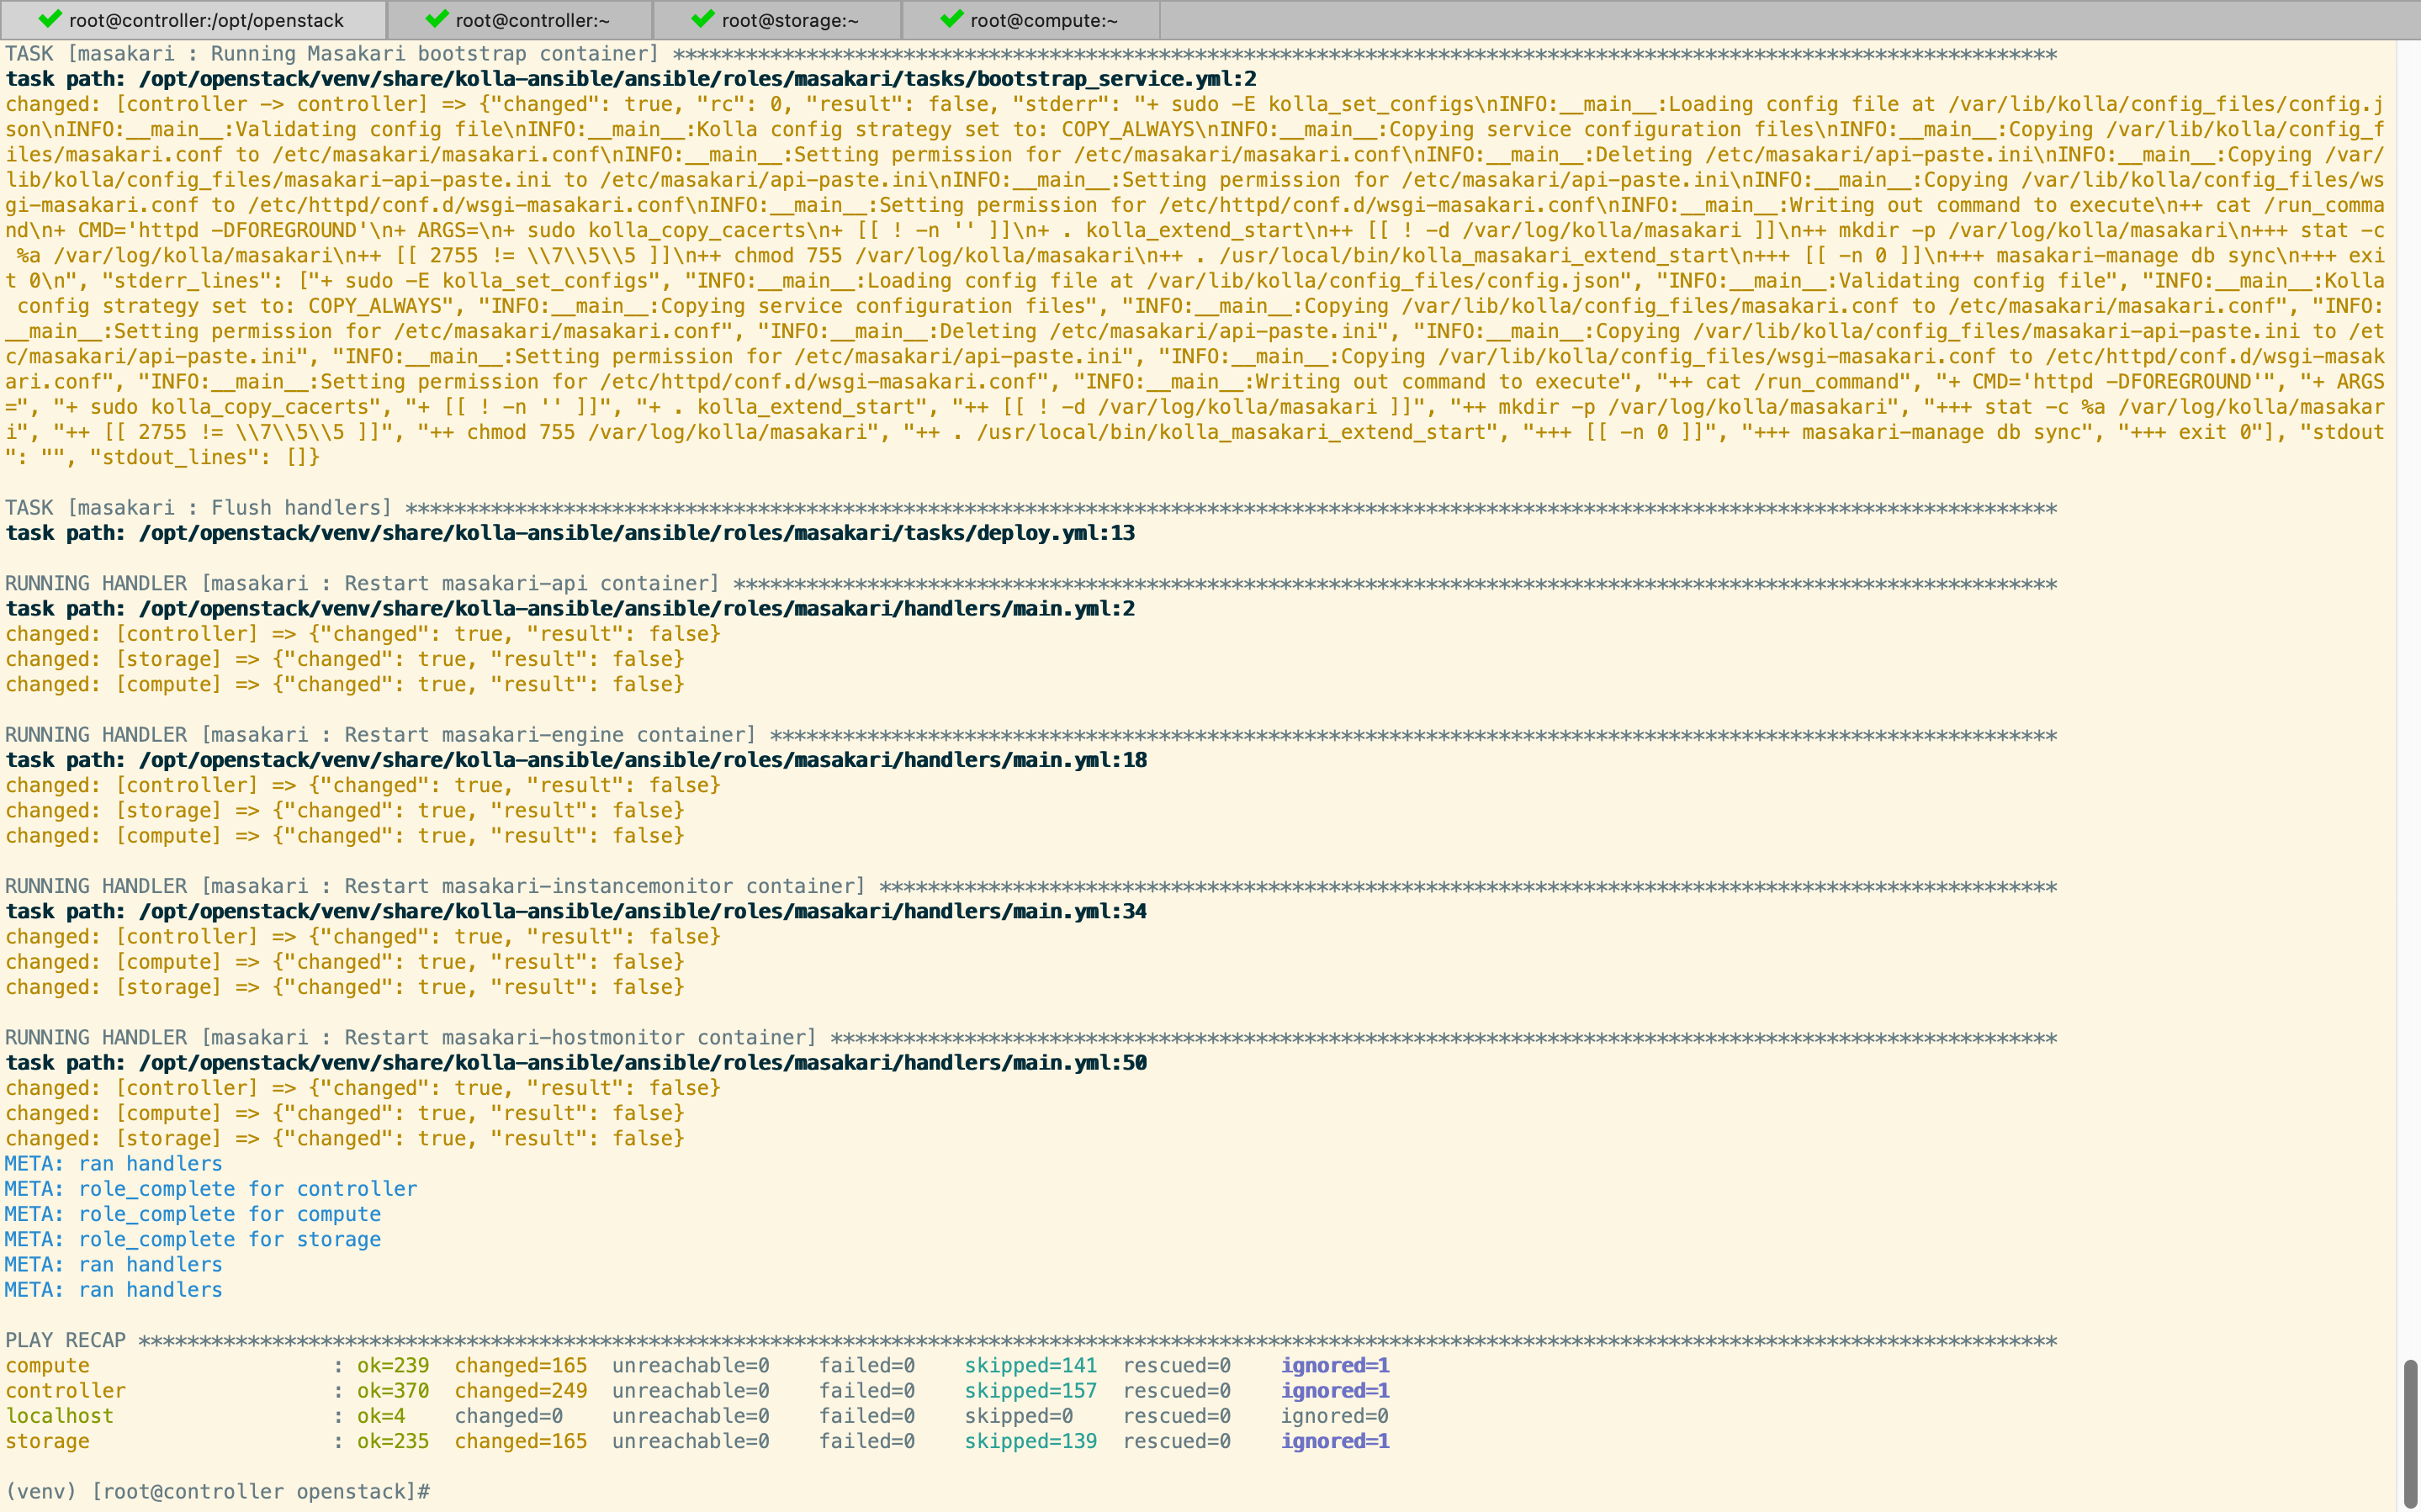 root@controller:/opt/openstack
root@controller:~
root@storage:~
root@compute:~
TASK [masakari : Running Masakari bootstrap container] ******************************************************************************************************************
task path: /opt/openstack/venv/share/kolla-ansible/ansible/roles/masakari/tasks/bootstrap_service.yml:2
changed: [controller -> controller] => {"changed": true, "rc": 0, "result": false, "stderr": "+ sudo -E kolla_set_configs\nINFO:__main__:Loading config file at /var/lib/kolla/config_files/config.j
son\nINFO:__main__:Validating config file\nINFO:__main__:Kolla config strategy set to: COPY_ALWAYS\nINFO:__main__:Copying service configuration files\nINFO:__main__:Copying /var/lib/kolla/config_f
iles/masakari.conf to /etc/masakari/masakari.conf\nINFO:__main__:Setting permission for /etc/masakari/masakari.conf\nINFO:__main__:Deleting /etc/masakari/api-paste.ini\nINFO:__main__:Copying /var/
lib/kolla/config_files/masakari-api-paste.ini to /etc/masakari/api-paste.ini\nINFO:__main__:Setting permission for /etc/masakari/api-paste.ini\nINFO:__main__:Copying /var/lib/kolla/config_files/ws
gi-masakari.conf to /etc/httpd/conf.d/wsgi-masakari.conf\nINFO:__main__:Setting permission for /etc/httpd/conf.d/wsgi-masakari.conf\nINFO:__main__:Writing out command to execute\n++ cat /run_comma
nd\n+ CMD='httpd -DFOREGROUND'\n+ ARGS=\n+ sudo kolla_copy_cacerts\n+ [[ ! -n '' ]]\n+ . kolla_extend_start\n++ [[ ! -d /var/log/kolla/masakari ]]\n++ mkdir -p /var/log/kolla/masakari\n+++ stat -c
 %a /var/log/kolla/masakari\n++ [[ 2755 != \\7\\5\\5 ]]\n++ chmod 755 /var/log/kolla/masakari\n++ . /usr/local/bin/kolla_masakari_extend_start\n+++ [[ -n 0 ]]\n+++ masakari-manage db sync\n+++ exi
t 0\n", "stderr_lines": ["+ sudo -E kolla_set_configs", "INFO:__main__:Loading config file at /var/lib/kolla/config_files/config.json", "INFO:__main__:Validating config file", "INFO:__main__:Kolla
 config strategy set to: COPY_ALWAYS", "INFO:__main__:Copying service configuration files", "INFO:__main__:Copying /var/lib/kolla/config_files/masakari.conf to /etc/masakari/masakari.conf", "INFO:
__main__:Setting permission for /etc/masakari/masakari.conf", "INFO:__main__:Deleting /etc/masakari/api-paste.ini", "INFO:__main__:Copying /var/lib/kolla/config_files/masakari-api-paste.ini to /et
c/masakari/api-paste.ini", "INFO:__main__:Setting permission for /etc/masakari/api-paste.ini", "INFO:__main__:Copying /var/lib/kolla/config_files/wsgi-masakari.conf to /etc/httpd/conf.d/wsgi-masak
ari.conf", "INFO:__main__:Setting permission for /etc/httpd/conf.d/wsgi-masakari.conf", "INFO:__main__:Writing out command to execute", "++ cat /run_command", "+ CMD='httpd -DFOREGROUND'", "+ ARGS
=", "+ sudo kolla_copy_cacerts", "+ [[ ! -n '' ]]", "+ . kolla_extend_start", "++ [[ ! -d /var/log/kolla/masakari ]]", "++ mkdir -p /var/log/kolla/masakari", "+++ stat -c %a /var/log/kolla/masakar
i", "++ [[ 2755 != \\7\\5\\5 ]]", "++ chmod 755 /var/log/kolla/masakari", "++ . /usr/local/bin/kolla_masakari_extend_start", "+++ [[ -n 0 ]]", "+++ masakari-manage db sync", "+++ exit 0"], "stdout
": "", "stdout_lines": []}
TASK [masakari : Flush handlers] ****************************************************************************************************************************************
task path: /opt/openstack/venv/share/kolla-ansible/ansible/roles/masakari/tasks/deploy.yml:13
RUNNING HANDLER [masakari : Restart masakari-api container] *************************************************************************************************************
task path: /opt/openstack/venv/share/kolla-ansible/ansible/roles/masakari/handlers/main.yml:2
changed: [controller] => {"changed": true, "result": false}
changed: [storage] => {"changed": true, "result": false}
changed: [compute] => {"changed": true, "result": false}
RUNNING HANDLER [masakari : Restart masakari-engine container] **********************************************************************************************************
task path: /opt/openstack/venv/share/kolla-ansible/ansible/roles/masakari/handlers/main.yml:18
changed: [controller] => {"changed": true, "result": false}
changed: [storage] => {"changed": true, "result": false}
changed: [compute] => {"changed": true, "result": false}
RUNNING HANDLER [masakari : Restart masakari-instancemonitor container] *************************************************************************************************
task path: /opt/openstack/venv/share/kolla-ansible/ansible/roles/masakari/handlers/main.yml:34
changed: [controller] => {"changed": true, "result": false}
changed: [compute] => {"changed": true, "result": false}
changed: [storage] => {"changed": true, "result": false}
RUNNING HANDLER [masakari : Restart masakari-hostmonitor container] *****************************************************************************************************
task path: /opt/openstack/venv/share/kolla-ansible/ansible/roles/masakari/handlers/main.yml:50
changed: [controller] => {"changed": true, "result": false}
changed: [compute] => {"changed": true, "result": false}
changed: [storage] => {"changed": true, "result": false}
META: ran handlers
META: role_complete for controller
META: role_complete for compute
META: role_complete for storage
META: ran handlers
META: ran handlers
PLAY RECAP **************************************************************************************************************************************************************
compute                    : ok=239  changed=165  unreachable=0    failed=0    skipped=141  rescued=0    ignored=1
controller                 : ok=370  changed=249  unreachable=0    failed=0    skipped=157  rescued=0    ignored=1
localhost                  : ok=4    changed=0    unreachable=0    failed=0    skipped=0    rescued=0    ignored=0
storage                    : ok=235  changed=165  unreachable=0    failed=0    skipped=139  rescued=0    ignored=1
(venv) [root@controller openstack]#